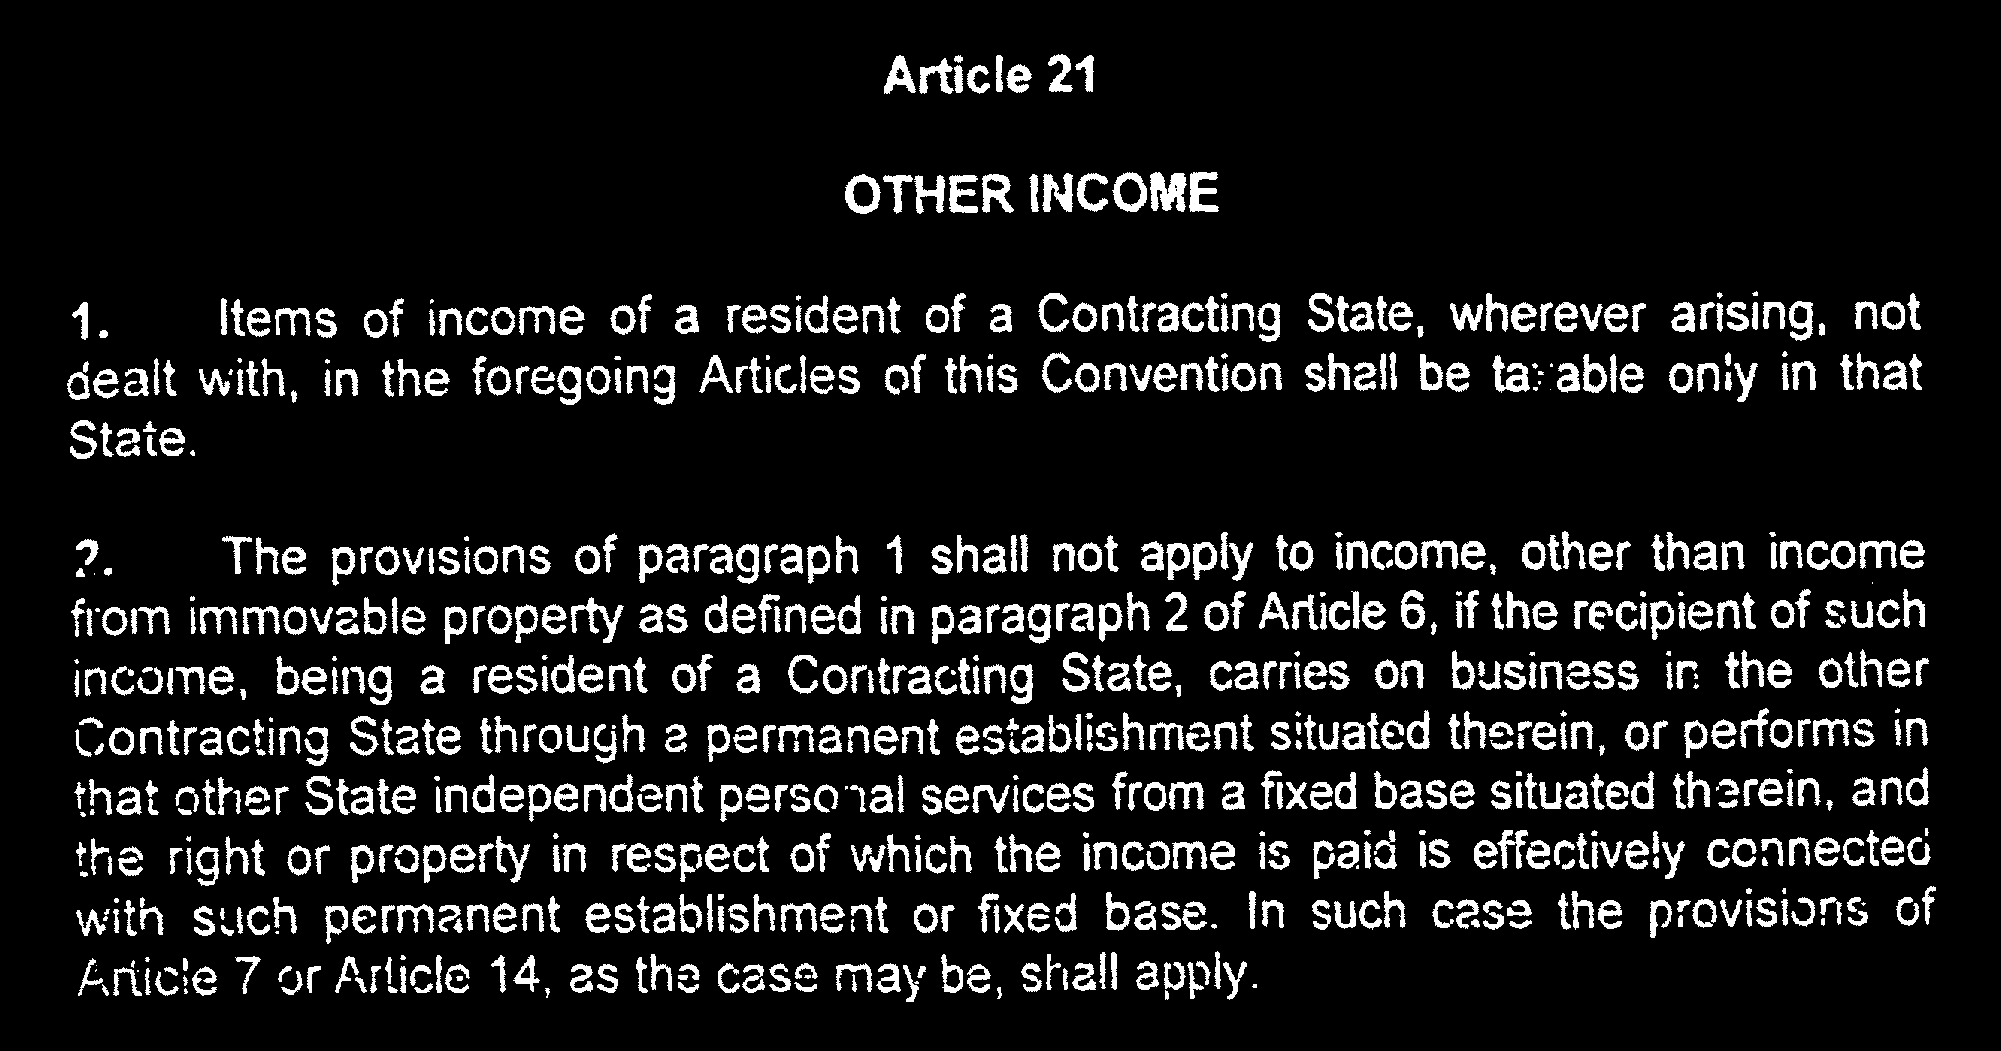 Article 21
OTHER INCOME
1. Items of income of a resident of a Contracting State, wherever arising, not
dealt with, in the foregoing Articles of this Convention shall be taxable only in that
State.
2. The provisions of paragraph 1 shall not apply to income, other than income
from immovable property as defined in paragraph 2 of Article 6, if the recipient of such
income, being a resident of a Contracting State, carries on business in the other
Contracting State through a permanent establishment situated therein, or performs in
that other State independent personal services from a fixed base situated therein, and
the right or property in respect of which the income is paid is effectively connected
with such permanent establishment or fixed base. In such case the provisions of
Article 7 or Article 14, as the case may be, shall apply.